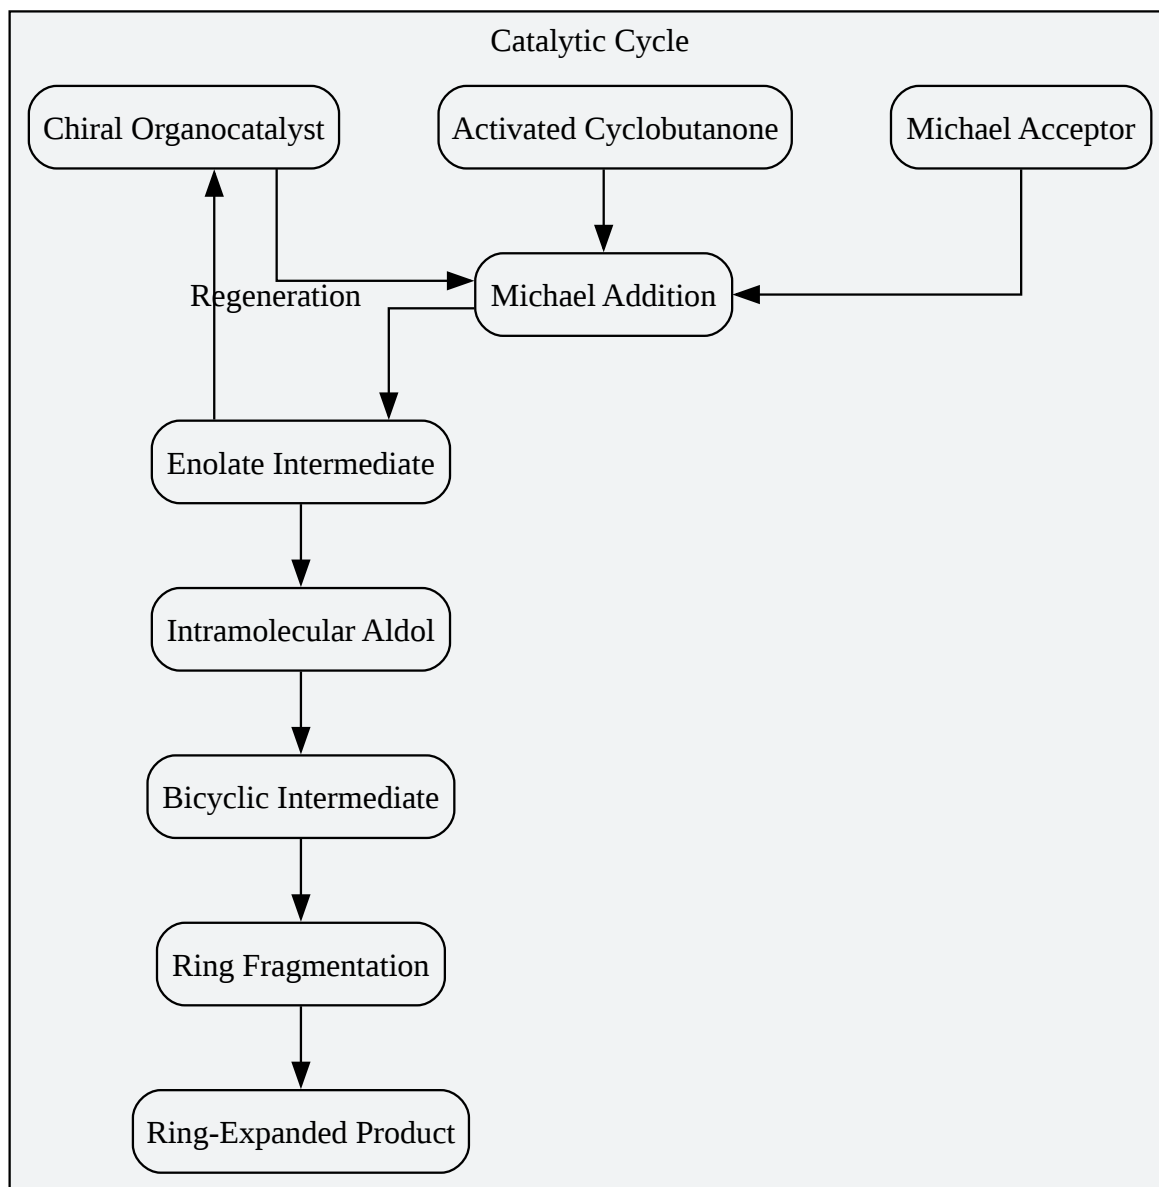 Catalytic Cycle
Chiral Organocatalyst
Activated Cyclobutanone
Michael Acceptor
Regeneration
Michael Addition
Enolate Intermediate
Intramolecular Aldol
Bicyclic Intermediate
Ring Fragmentation
Ring-Expanded Product